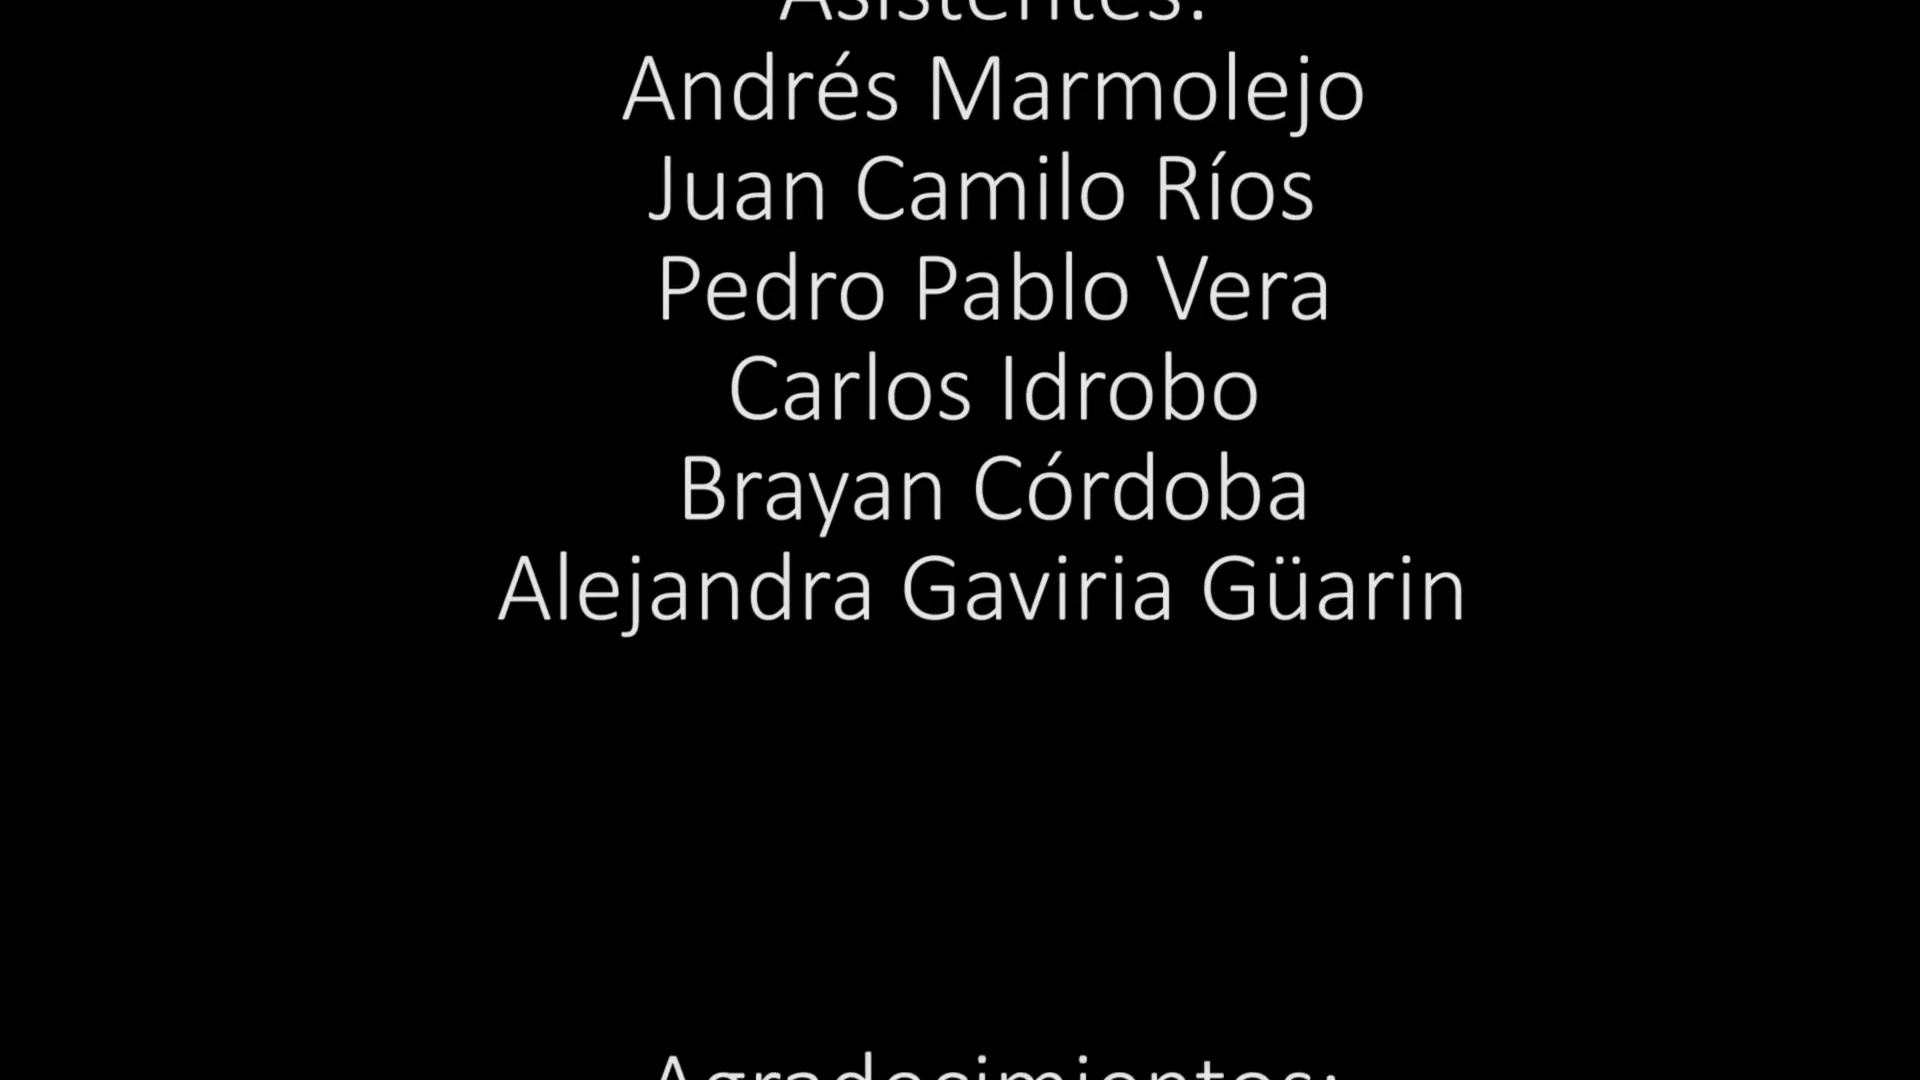 Asistentes:
Andrés Marmolejo
Juan Camilo Ríos
Pedro Pablo Vera
Carlos Idrobo
Brayan Córdoba
Alejandra Gaviria Güarin
Agradecimientos: